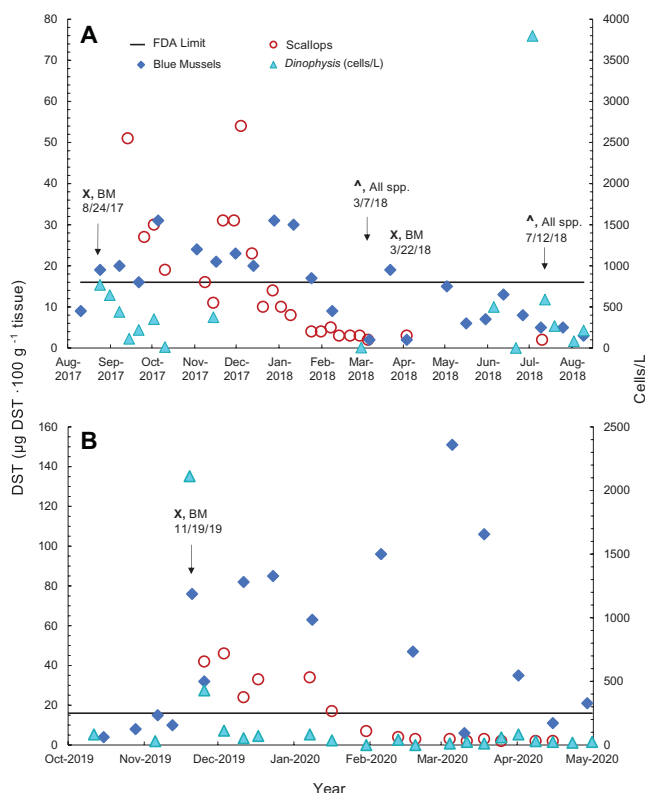 A
FDA Limit
Scallops
Blue Mussels
Dinophysis (cells/L)
80
70
60
50
40
30
20
10
0
4000
3500
3000
2500
2000
1500
1000
500
0
X, BM
8/24/17
^, All spp.
3/7/18
X, BM
3/22/18
^, All spp.
7/12/18
Aug- Sep- Oct- Nov- Dec- Jan- Feb- Mar- Apr- May- Jun- Jul- Aug-
2017 2017 2017 2017 2017 2018 2018 2018 2018 2018 2018 2018 2018
DST (µg DST ·100 g⁻¹ tissue)
Cells/L
B
160
140
120
100
80
60
40
20
0
2500
2000
1500
1000
500
0
X, BM
11/19/19
Oct-2019 Nov-2019 Dec-2019 Jan-2020 Feb-2020 Mar-2020 Apr-2020 May-2020
Year